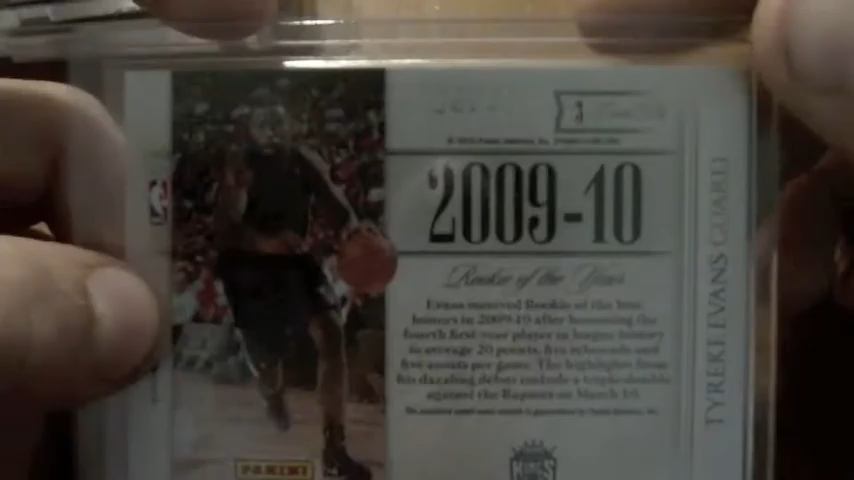 3
2009-10
Rookie of the Year
Evans received Rookie of the Year
honors in 2009-10 after becoming the
fourth first-year player in league history
to average 20 points, five rebounds and
five assists per game. The highlights from
his dazzling debut include a triple-double
against the Raptors on March 10.
TYREKE EVANS GUARD
PANINI
KINGS